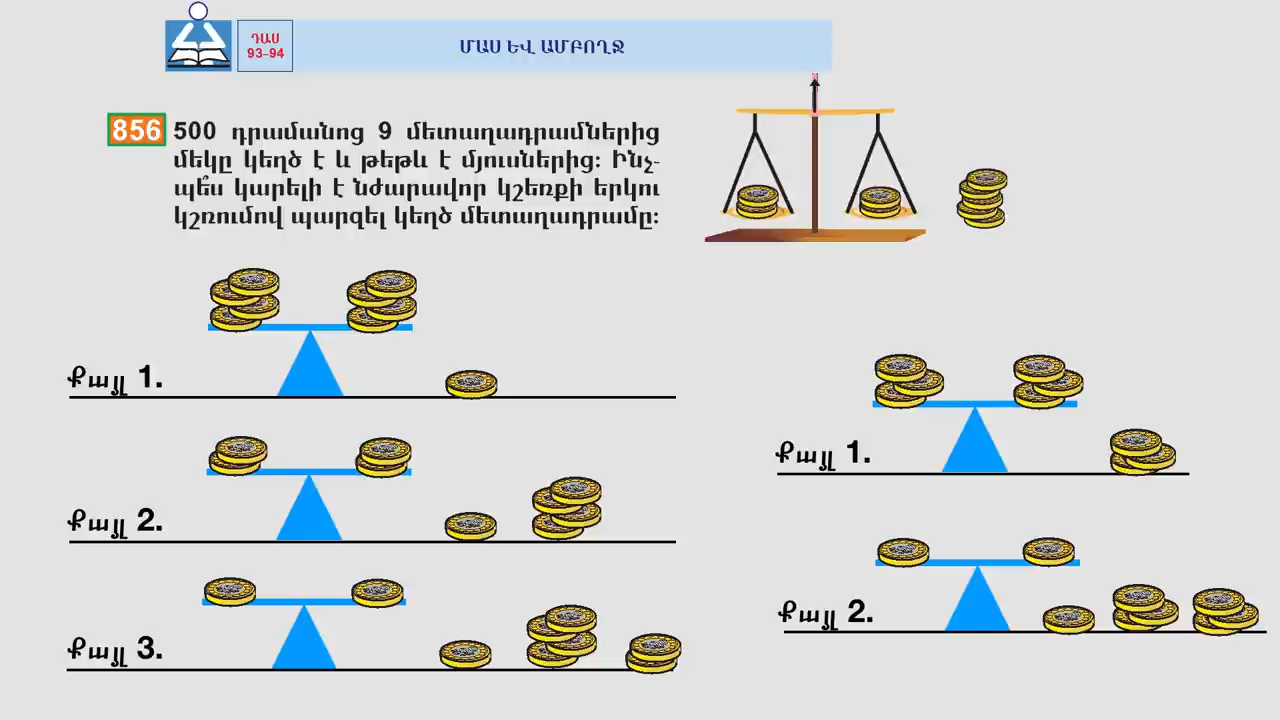 ԴԱՍ
93-94
ՄԱՍ ԵՎ ԱՄԲՈՂՋ
856 500 դրամանոց 9 մետաղադրամներից
մեկը կեղծ է և թեթև է մյուսներից։ Ինչ-
պե՞ս կարելի է նժարավոր կշեռքի երկու
կշռումով պարզել կեղծ մետաղադրամը։
Քայլ 1.
Քայլ 2.
Քայլ 3.
Քայլ 1.
Քայլ 2.